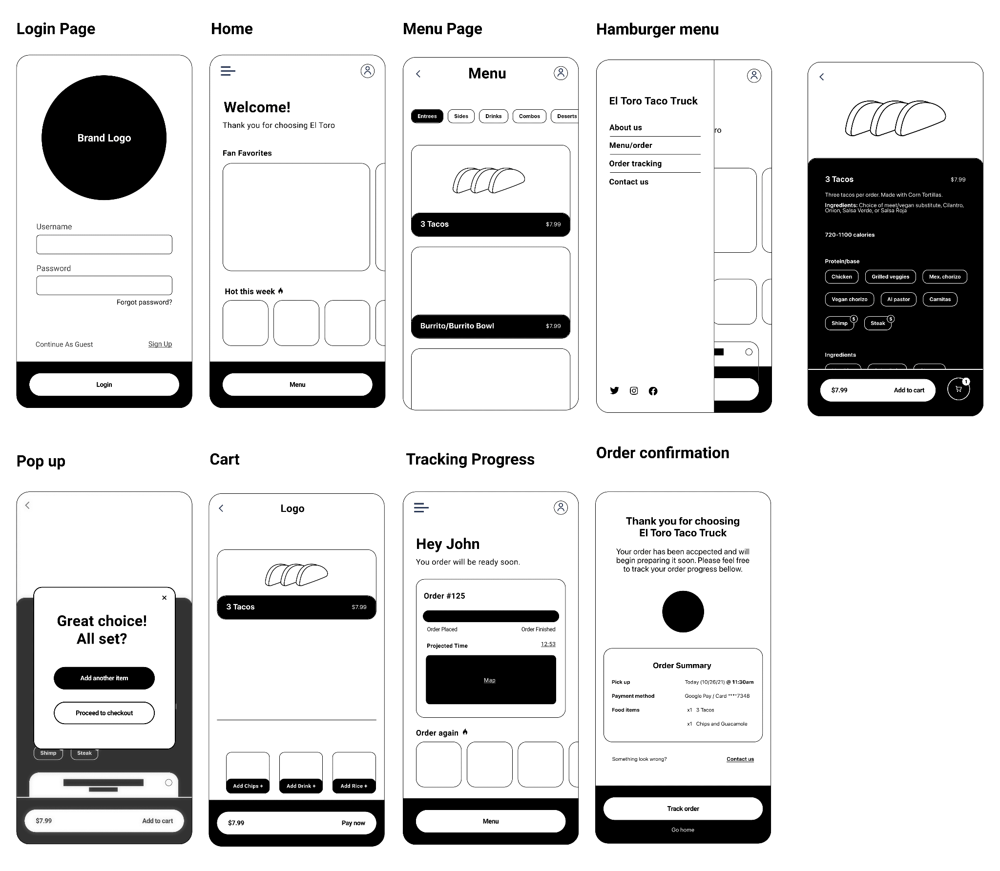 Login Page
Home
Menu Page
Hamburger menu
Brand Logo
Username
Password
Forgot password?
Continue As Guest
Sign Up
Login
Welcome!
Thank you for choosing El Toro
Fan Favorites
Hot this week
Menu
Menu
Entrees
Sides
Drinks
Combos
Deserts
3 Tacos
$7.99
Burrito/Burrito Bowl
$7.99
El Toro Taco Truck
About us
Menu/order
Order tracking
Contact us
ro
3 Tacos
$7.99
Three tacos per order. Made with Corn Tortillas.
Ingredients: Choice of meet/vegan substitute, Cilantro,
Onion, Salsa Verde, or Salsa Roja
720-1100 calories
Protein/base
Chicken
Grilled veggies
Mex. chorizo
Vegan chorizo
Al pastor
Carnitas
Shimp
$
Steak
$
Ingredients
$7.99
Add to cart
1
Pop up
Cart
Tracking Progress
Order confirmation
Great choice!
All set?
Add another item
Proceed to checkout
Shimp
Steak
$7.99
Add to cart
Logo
3 Tacos
$7.99
Add Chips +
Add Drink +
Add Rice +
$7.99
Pay now
Hey John
You order will be ready soon.
Order #125
Order Placed
Order Finished
Projected Time
12:53
Map
Order again
Menu
Thank you for choosing
El Toro Taco Truck
Your order has been accpected and will
begin preparing it soon. Please feel free
to track your order progress bellow.
Order Summary
Pick up
Today (10/26/21) @ 11:30am
Payment method
Google Pay / Card ****7348
Food items
x1 3 Tacos
x1 Chips and Guacamole
Something look wrong?
Contact us
Track order
Go home